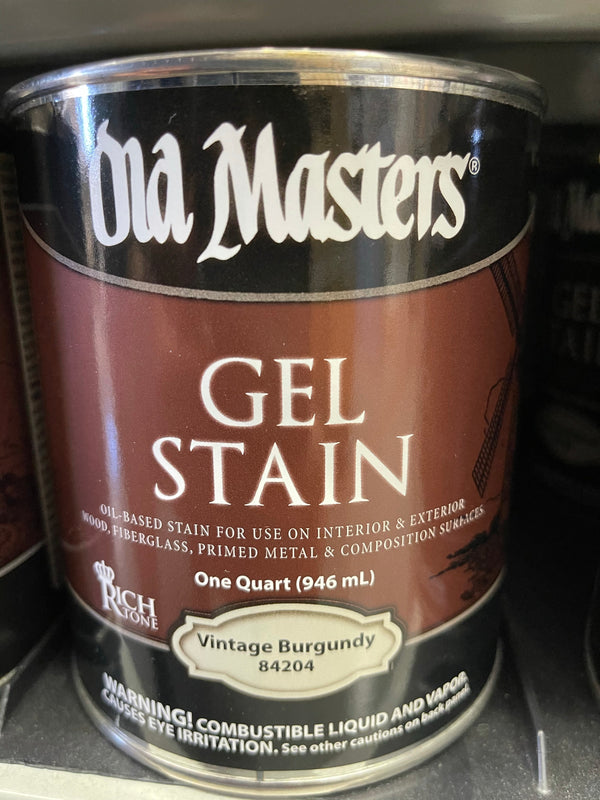 Old Masters®
GEL
STAIN
OIL-BASED STAIN FOR USE ON INTERIOR & EXTERIOR
WOOD, FIBERGLASS, PRIMED METAL & COMPOSITION SURFACES
One Quart (946 mL)
RICH
TONE
Vintage Burgundy
84204
WARNING! COMBUSTIBLE LIQUID AND VAPOR.
CAUSES EYE IRRITATION. See other cautions on back panel.